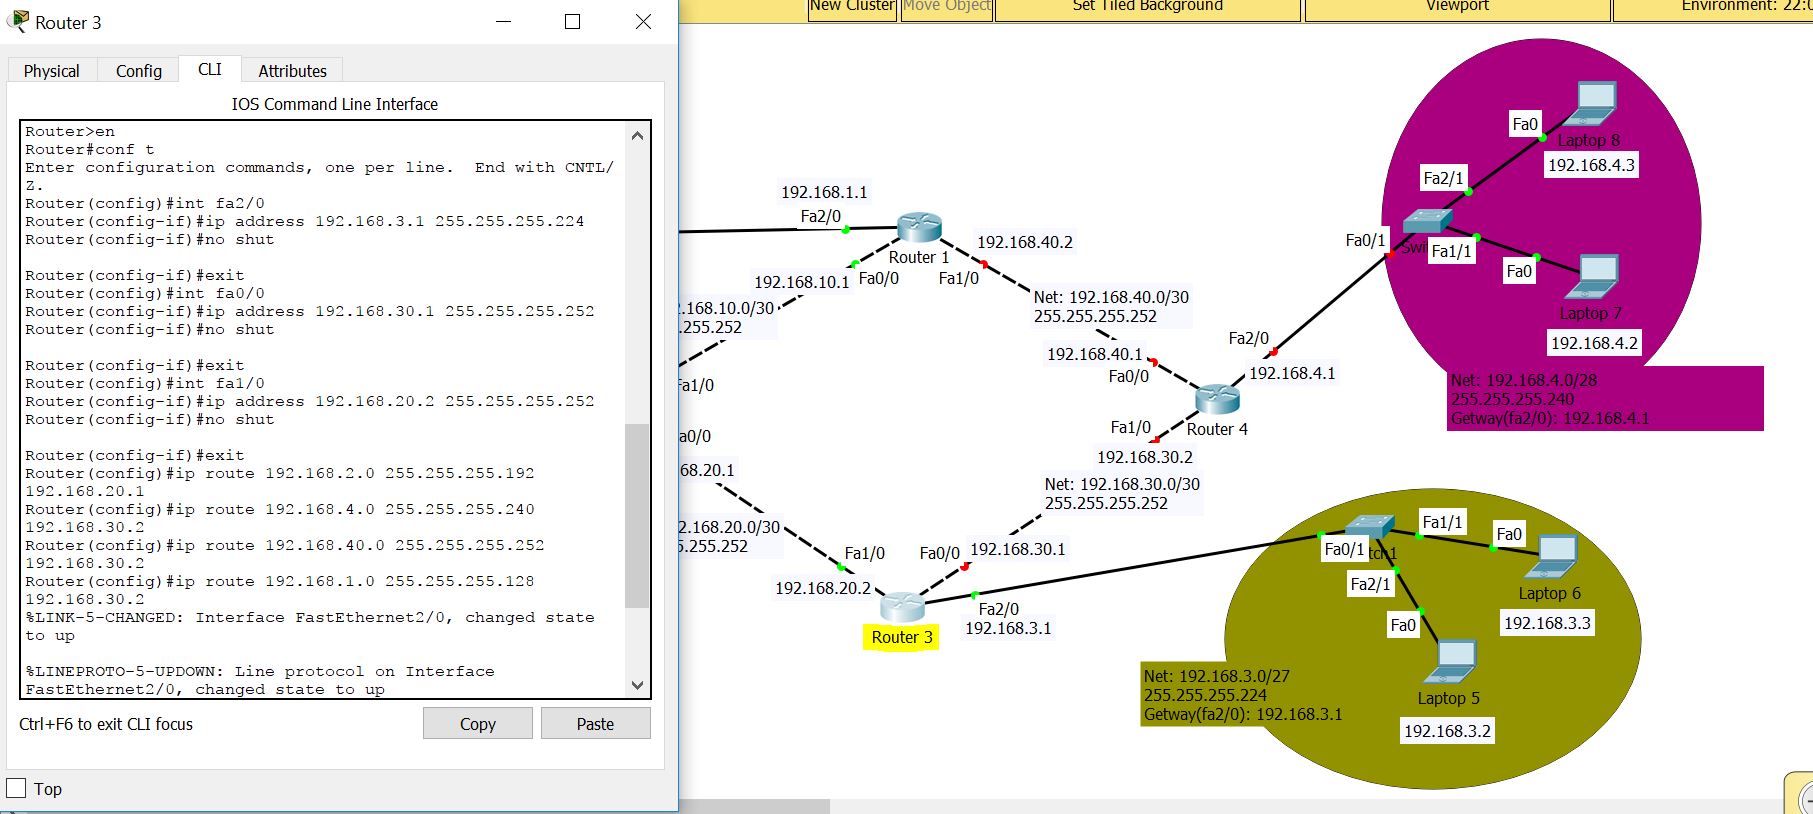 Router 3
Physical
Config
CLI
Attributes
IOS Command Line Interface
Router>en
Router#conf t
Enter configuration commands, one per line.  End with CNTL/
Z.
Router(config)#int fa2/0
Router(config-if)#ip address 192.168.3.1 255.255.255.224
Router(config-if)#no shut
Router(config-if)#exit
Router(config)#int fa0/0
Router(config-if)#ip address 192.168.30.1 255.255.255.252
Router(config-if)#no shut
Router(config-if)#exit
Router(config)#int fa1/0
Router(config-if)#ip address 192.168.20.2 255.255.255.252
Router(config-if)#no shut
Router(config-if)#exit
Router(config)#ip route 192.168.2.0 255.255.255.192
192.168.20.1
Router(config)#ip route 192.168.4.0 255.255.255.240
192.168.30.2
Router(config)#ip route 192.168.40.0 255.255.255.252
192.168.30.2
Router(config)#ip route 192.168.1.0 255.255.255.128
192.168.30.2
%LINK-5-CHANGED: Interface FastEthernet2/0, changed state
to up
%LINEPROTO-5-UPDOWN: Line protocol on Interface
FastEthernet2/0, changed state to up
Ctrl+F6 to exit CLI focus
Copy
Paste
Top
New Cluster
Move Object
Set Tiled Background
Viewport
Environment: 22:0
192.168.1.1
Fa2/0
Router 1
192.168.40.2
192.168.10.1
Fa0/0
Fa1/0
.168.10.0/30
.255.252
Net: 192.168.40.0/30
255.255.255.252
Fa1/0
192.168.40.1
Fa0/0
Fa2/0
192.168.4.1
Router 4
Fa1/0
192.168.30.2
a0/0
68.20.1
Net: 192.168.30.0/30
255.255.255.252
2.168.20.0/30
5.255.252
Fa1/0
Fa0/0
192.168.30.1
192.168.20.2
Router 3
Fa2/0
192.168.3.1
Fa0
Laptop 8
192.168.4.3
Fa2/1
Fa0/1
Swit
Fa1/1
Fa0
Laptop 7
192.168.4.2
Net: 192.168.4.0/28
255.255.255.240
Getway(fa2/0): 192.168.4.1
Fa1/1
Fa0
Fa0/1
tch1
Fa2/1
Laptop 6
192.168.3.3
Fa0
Laptop 5
192.168.3.2
Net: 192.168.3.0/27
255.255.255.224
Getway(fa2/0): 192.168.3.1